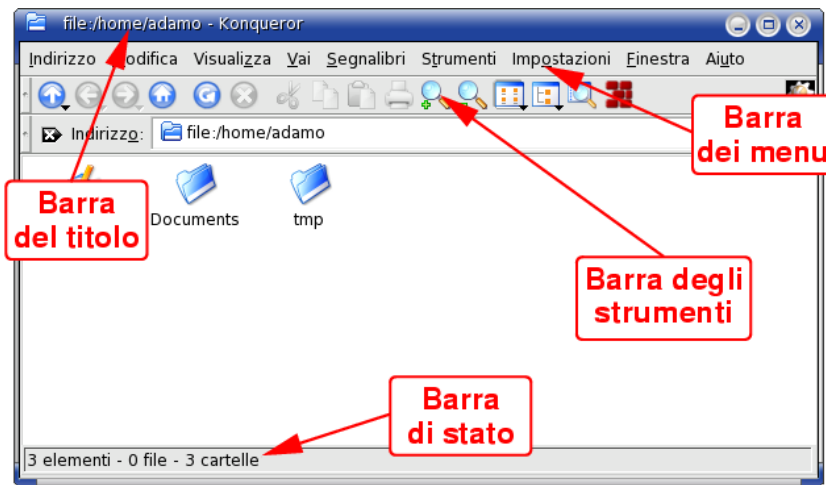 file:/home/adamo - Konqueror
Indirizzo odifica Visualizza Vai Segnalibri Strumenti Impostazioni Finestra Aiuto
Indirizzo: file:/home/adamo
Barra
dei menu
Barra
del titolo
Documents tmp
Barra degli
strumenti
Barra
di stato
3 elementi - 0 file - 3 cartelle